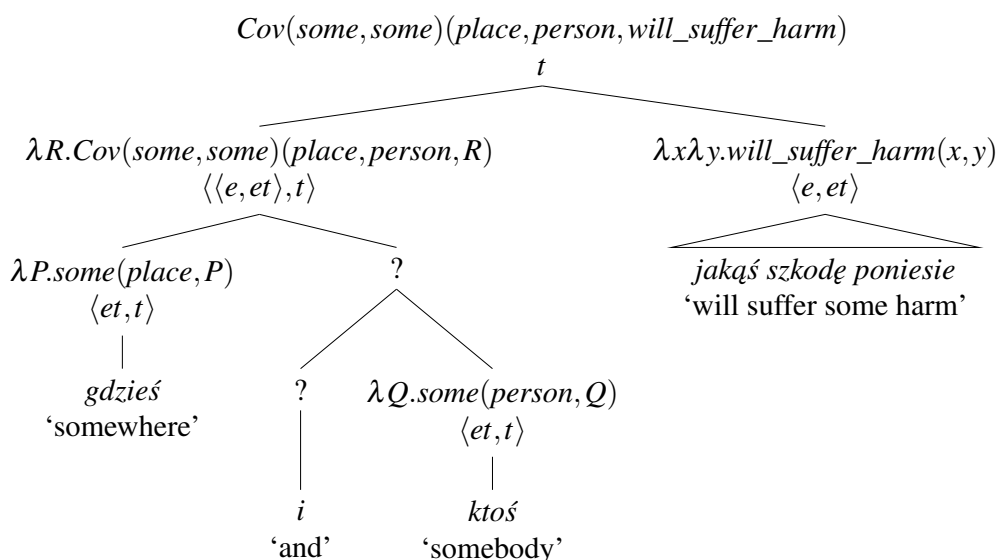 Cov(some,some)(place,person,will_suffer_harm)
t
λR.Cov(some,some)(place,person,R)
⟨⟨e,et⟩,t⟩
λxλy.will_suffer_harm(x,y)
⟨e,et⟩
λP.some(place,P)
⟨et,t⟩
?
jakąś szkodę poniesie
‘will suffer some harm’
gdzieś
‘somewhere’
?
λQ.some(person,Q)
⟨et,t⟩
i
‘and’
ktoś
‘somebody’